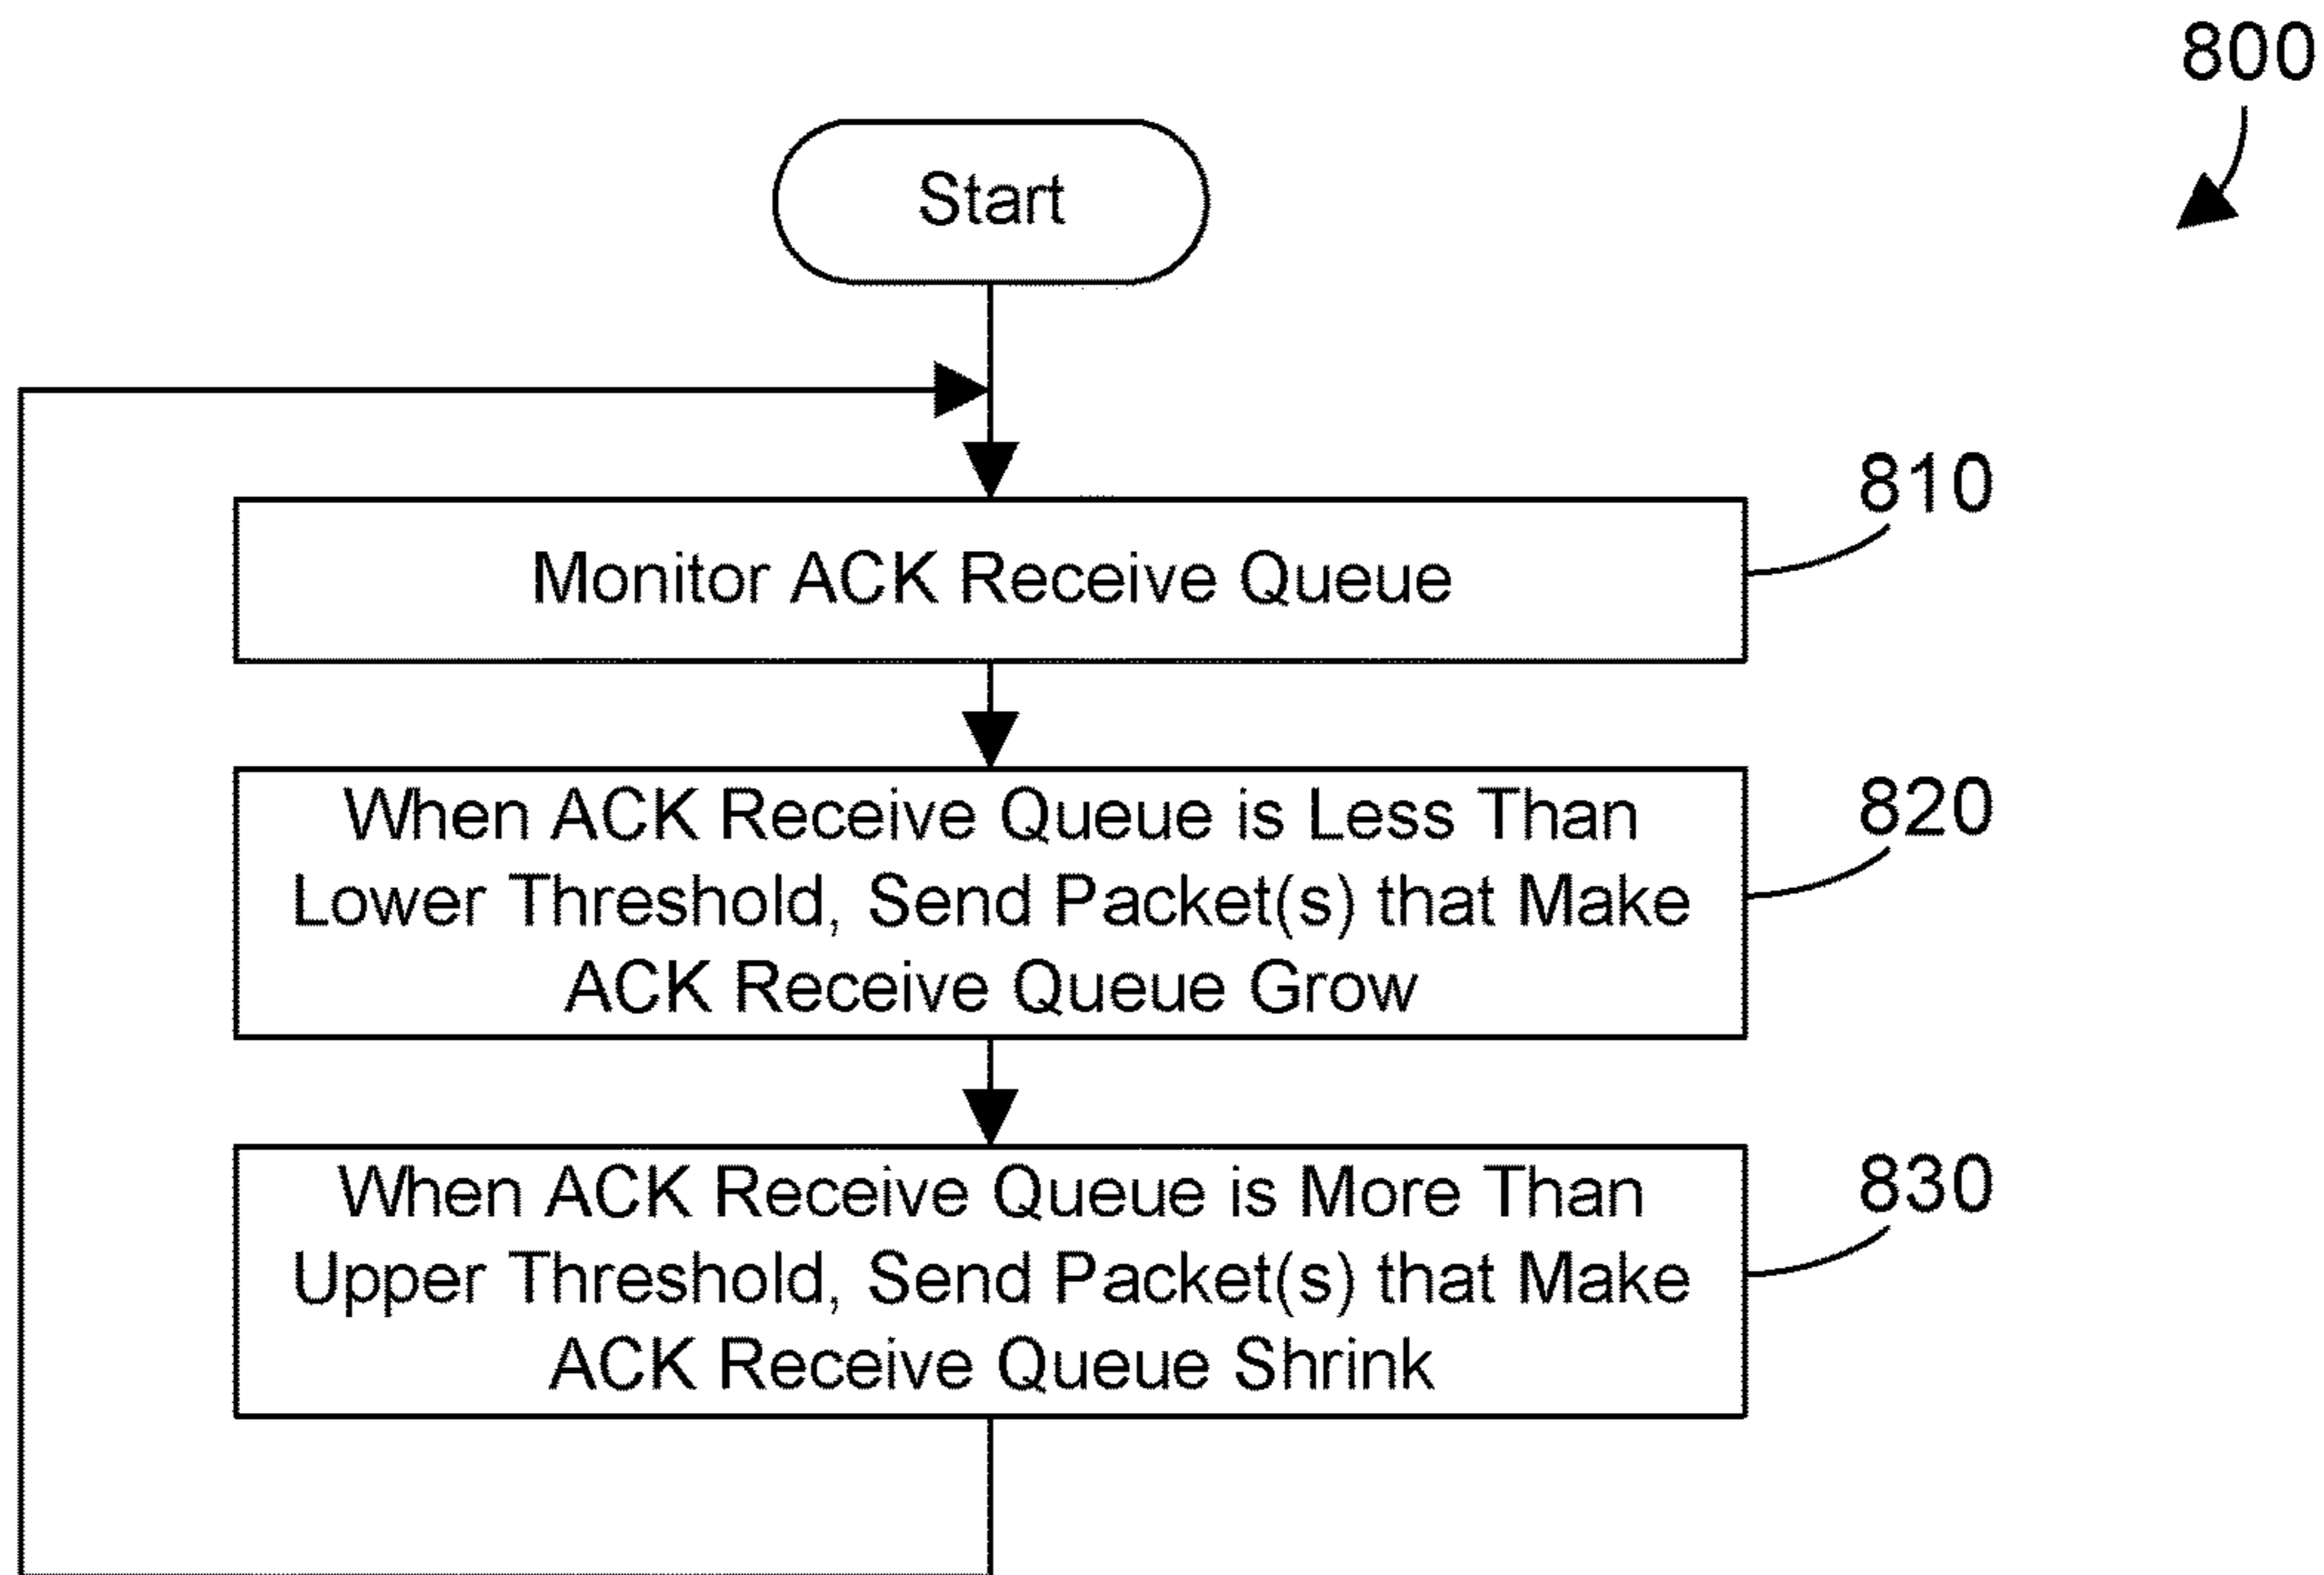 800
Start
810
Monitor ACK Receive Queue
820
When ACK Receive Queue is Less Than
Lower Threshold, Send Packet(s) that Make
ACK Receive Queue Grow
830
When ACK Receive Queue is More Than
Upper Threshold, Send Packet(s) that Make
ACK Receive Queue Shrink